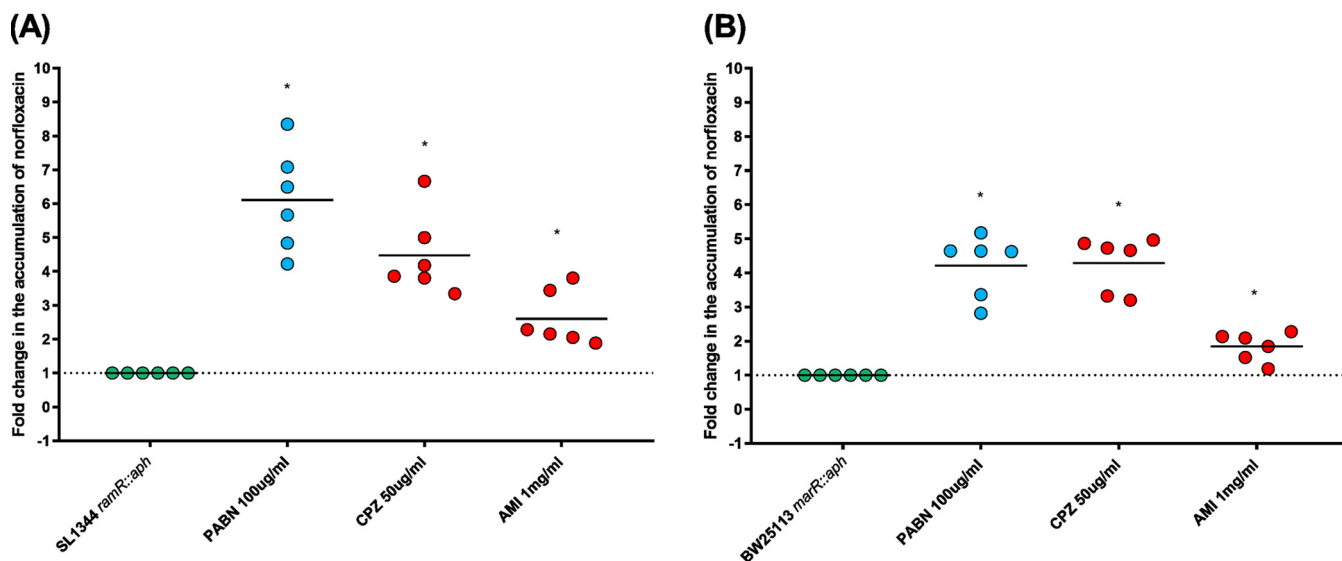 (A)
Fold change in the accumulation of norfloxacin
10
9
8
7
6
5
4
3
2
1
0
-1
*
*
*
SL1344 ramR::aph
PABN 100ug/ml
CPZ 50ug/ml
AMI 1mg/ml
(B)
Fold change in the accumulation of norfloxacin
10
9
8
7
6
5
4
3
2
1
0
-1
*
*
*
BW25113 marR::aph
PABN 100ug/ml
CPZ 50ug/ml
AMI 1mg/ml